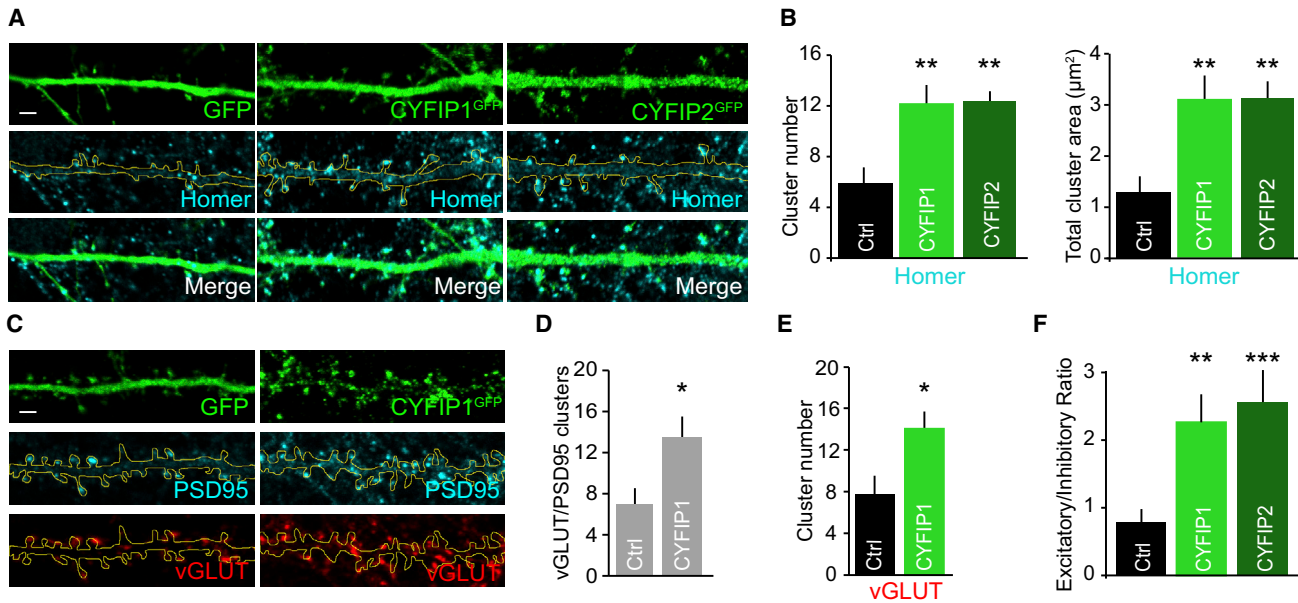 A
GFP
CYFIP1GFP
CYFIP2GFP
Homer
Homer
Homer
Merge
Merge
Merge
B
Cluster number
16
12
8
4
0
**
**
Ctrl
CYFIP1
CYFIP2
Homer
Total cluster area (µm²)
4
3
2
1
0
**
**
Ctrl
CYFIP1
CYFIP2
Homer
C
GFP
CYFIP1GFP
PSD95
PSD95
vGLUT
vGLUT
D
vGLUT/PSD95 clusters
20
16
12
8
4
0
*
Ctrl
CYFIP1
E
Cluster number
20
16
12
8
4
0
*
Ctrl
CYFIP1
vGLUT
F
Excitatory/Inhibitory Ratio
3
2
1
0
**
***
Ctrl
CYFIP1
CYFIP2